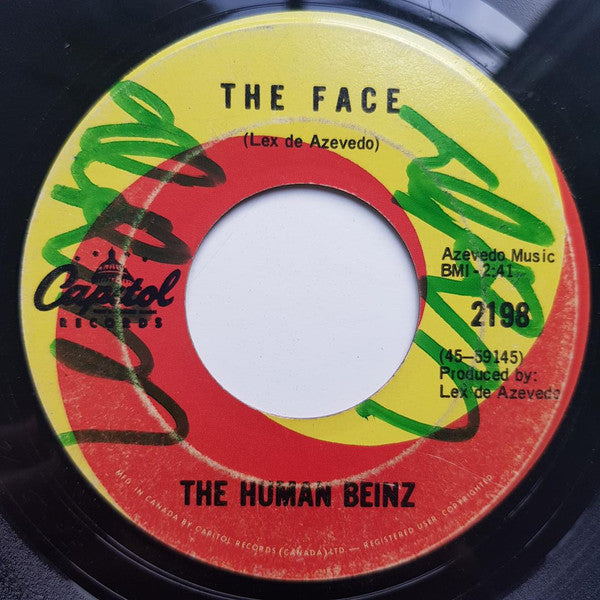 THE FACE
(Lex de Azevedo)
Azevedo Music
BMI - 2:41
2198
(45-59145)
Produced by:
Lex de Azevedo
Capitol
RECORDS
THE HUMAN BEINZ
MFD. IN CANADA BY CAPITOL RECORDS (CANADA) LTD. — REGISTERED USER. COPYRIGHTED